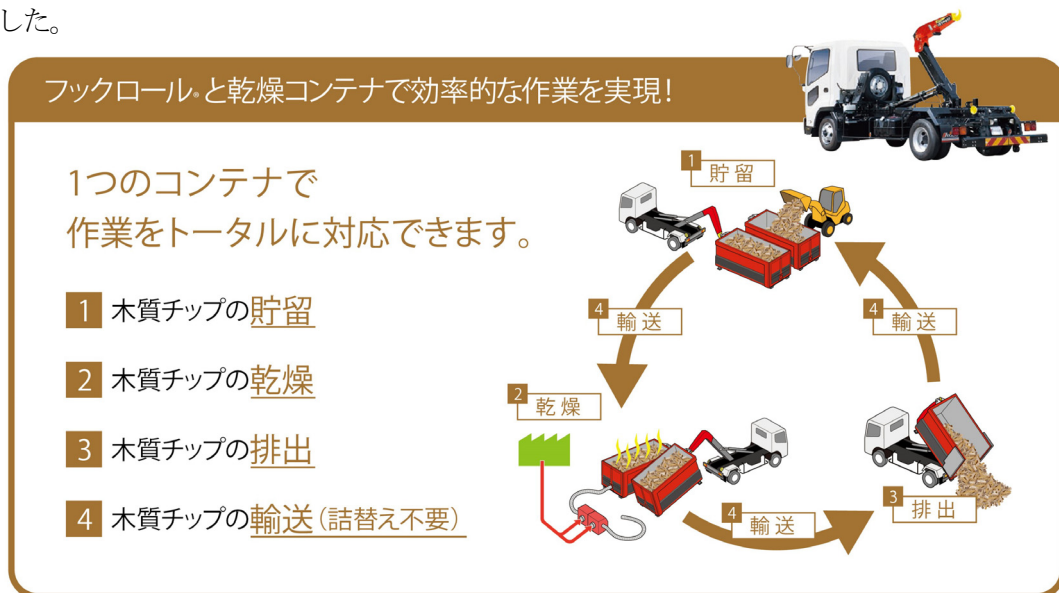 した。
フックロール®と乾燥コンテナで効率的な作業を実現!
1つのコンテナで
作業をトータルに対応できます。
1 木質チップの貯留
2 木質チップの乾燥
3 木質チップの排出
4 木質チップの輸送(詰替え不要)
1 貯留
4 輸送
4 輸送
2 乾燥
3 排出
4 輸送